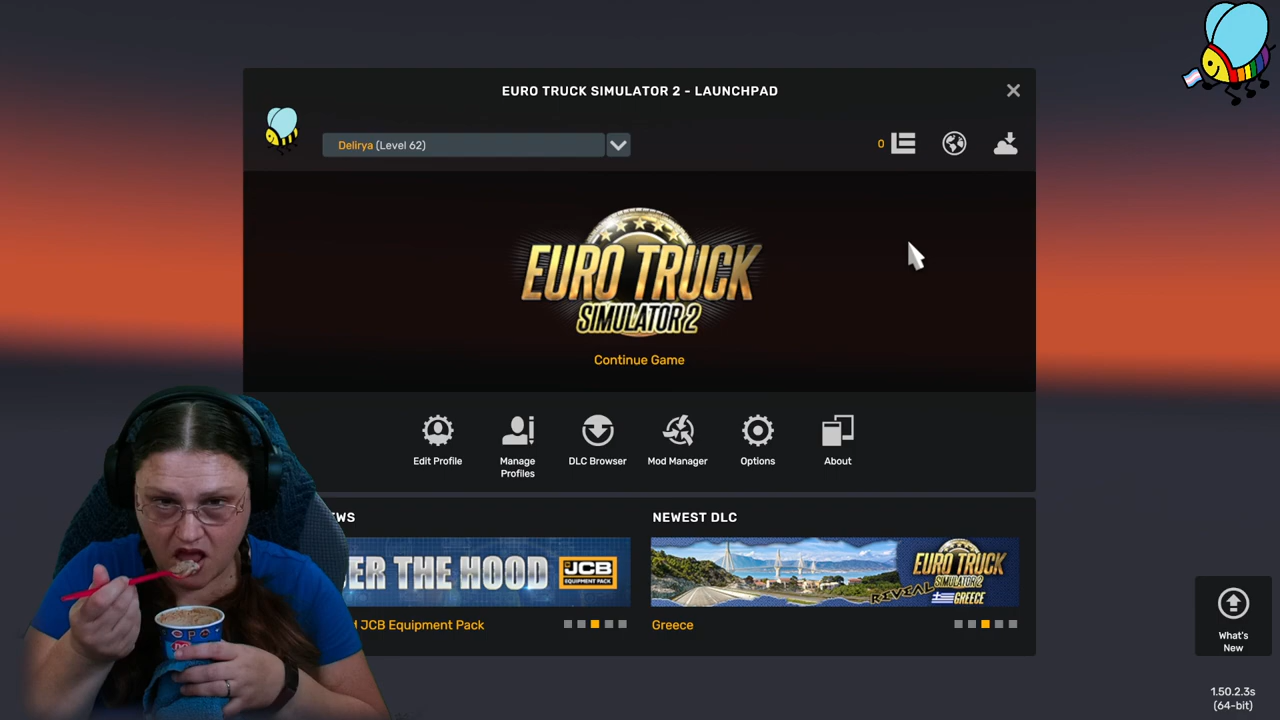 EURO TRUCK SIMULATOR 2 - LAUNCHPAD
Delirya (Level 62)
0
EURO TRUCK
SIMULATOR 2
Continue Game
Edit Profile
Manage
Profiles
DLC Browser
Mod Manager
Options
About
WS
NEWEST DLC
ER THE HOOD
JCB
EQUIPMENT PACK
EURO TRUCK
SIMULATOR 2
REVEAL
GREECE
JCB Equipment Pack
Greece
What's
New
1.50.2.3s
(64-bit)